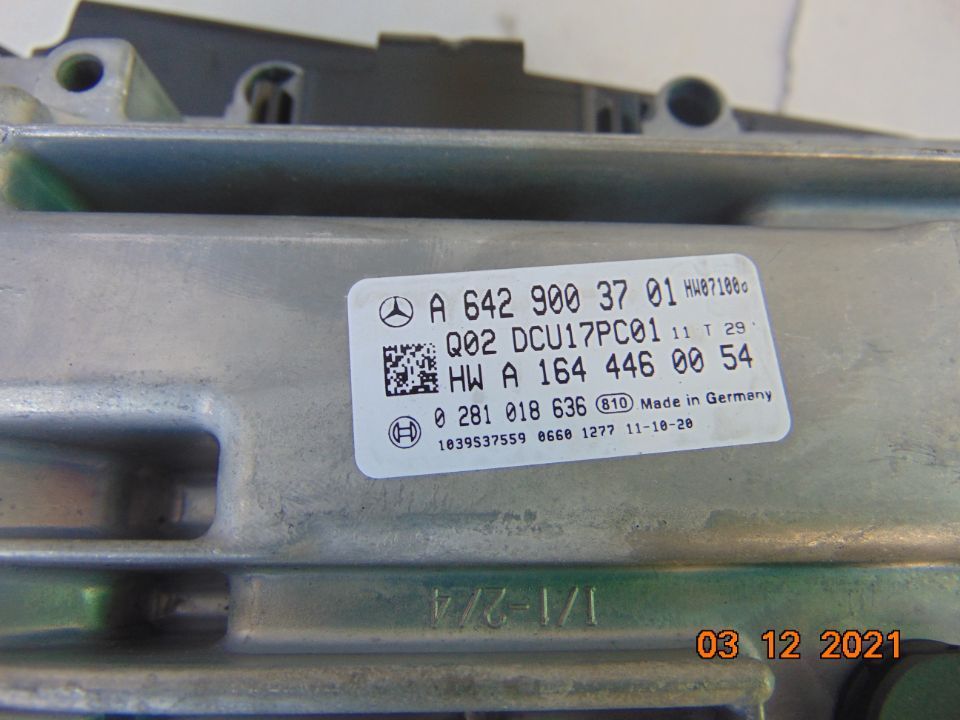 A 642 900 37 01 HW07100d
Q02 DCU17PC01 11 T 29
HW A 164 446 00 54
0 281 018 636 810 Made in Germany
1039S37559 0660 1277 11-10-20
1/1-2/4
03 12 2021